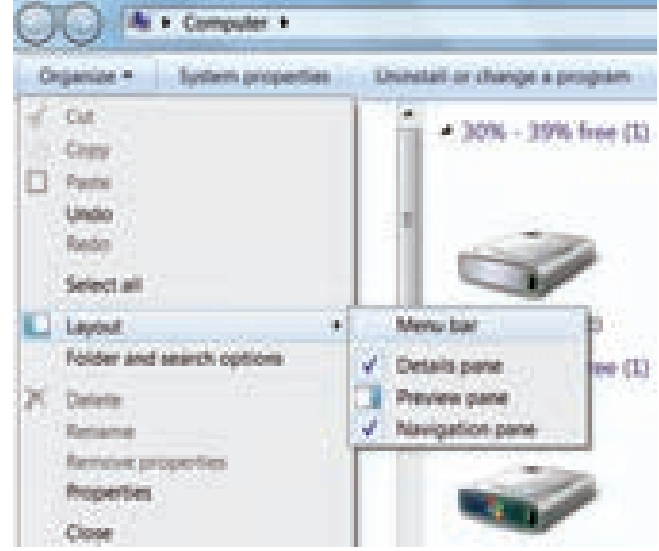 Computer
Organize System properties Uninstall or change a program
Cut
Copy
Paste
Undo
Redo
Select all
Layout
Folder and search options
Delete
Rename
Remove properties
Properties
Close
Menu bar
Details pane
Preview pane
Navigation pane
30% - 39% free (1)
free (1)